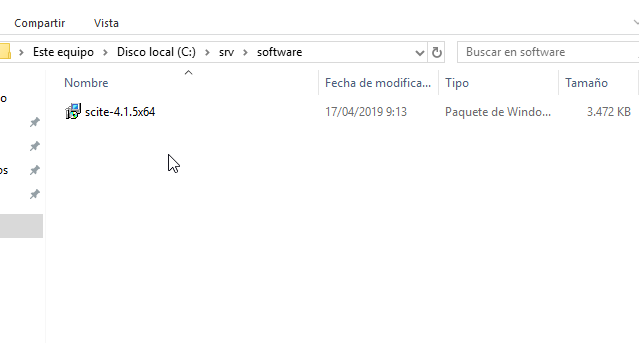 Compartir Vista
Este equipo Disco local (C:) srv software Buscar en software
Nombre Fecha de modifica... Tipo Tamaño
scite-4.1.5x64 17/04/2019 9:13 Paquete de Windo... 3.472 KB